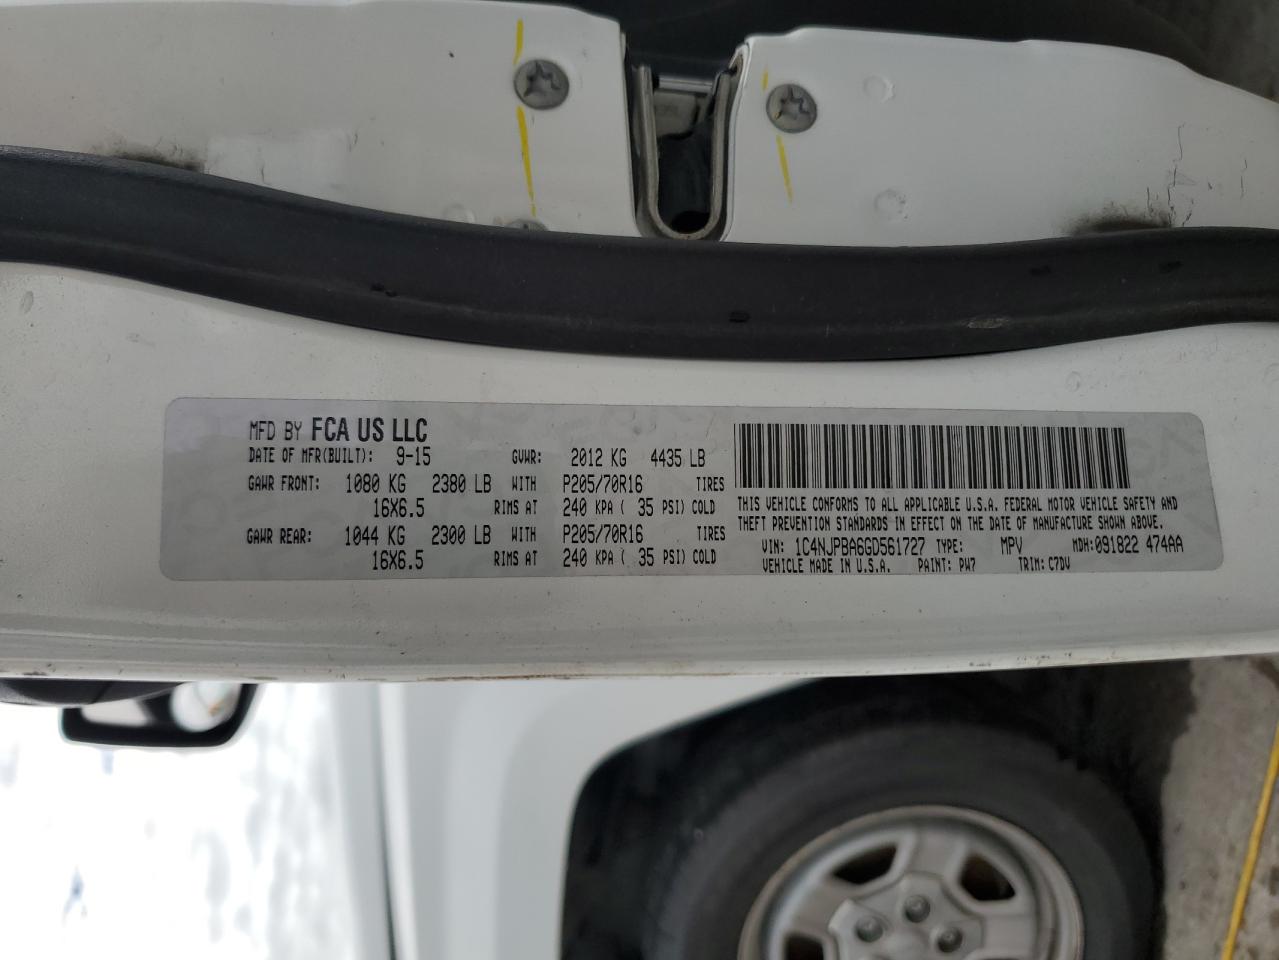 MFD BY FCA US LLC
DATE OF MFR(BUILT): 9-15 GVWR: 2012 KG 4435 LB
GAWR FRONT: 1080 KG 2380 LB WITH P205/70R16 TIRES
16X6.5 RIMS AT 240 KPA ( 35 PSI) COLD
GAWR REAR: 1044 KG 2300 LB WITH P205/70R16 TIRES
16X6.5 RIMS AT 240 KPA ( 35 PSI) COLD
THIS VEHICLE CONFORMS TO ALL APPLICABLE U.S.A. FEDERAL MOTOR VEHICLE SAFETY AND
THEFT PREVENTION STANDARDS IN EFFECT ON THE DATE OF MANUFACTURE SHOWN ABOVE.
VIN: 1C4NJPBA6GD561727 TYPE: MPV MDH:091822 474AA
VEHICLE MADE IN U.S.A. PAINT: PW7 TRIM: C7DV